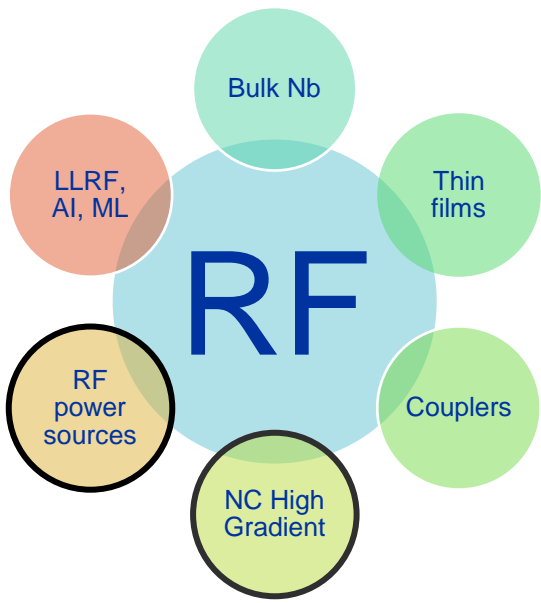 Bulk Nb
LLRF,
AI, ML
Thin
films
RF
RF
power
sources
Couplers
NC High
Gradient